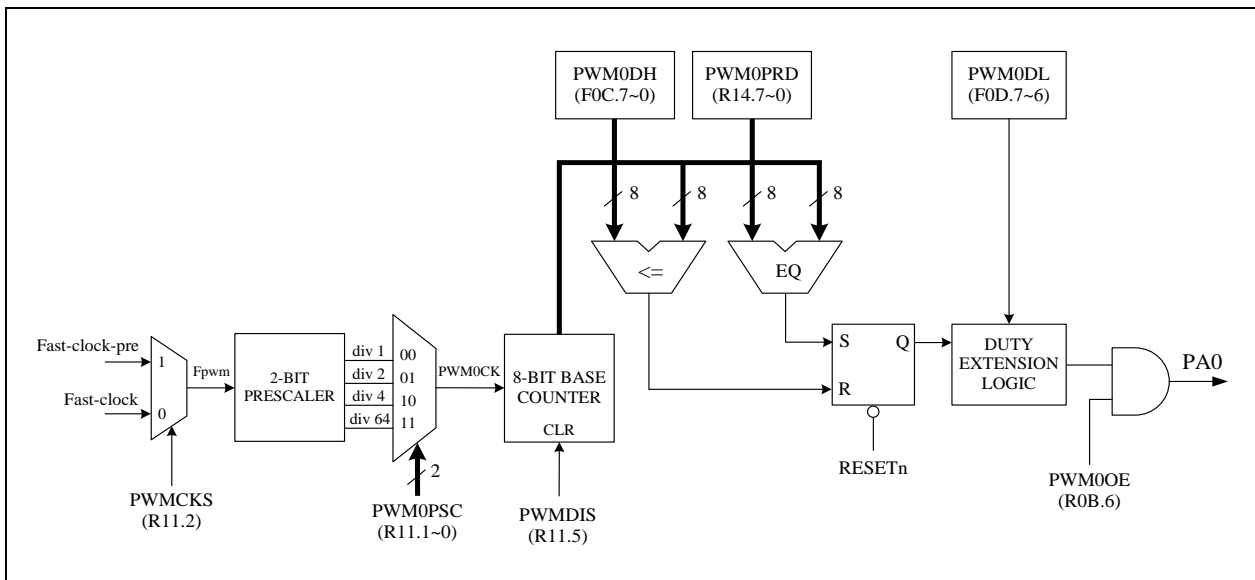 PWM0DH
(F0C.7~0)
PWM0PRD
(R14.7~0)
PWM0DL
(F0D.7~6)
8
8
8
8
<=
EQ
Fast-clock-pre
Fast-clock
1
0
Fpwm
2-BIT
PRESCALER
div 1
div 2
div 4
div 64
00
01
10
11
PWM0CK
8-BIT BASE
COUNTER
CLR
S
Q
R
DUTY
EXTENSION
LOGIC
PA0
2
RESETn
PWMCKS
(R11.2)
PWM0PSC
(R11.1~0)
PWMDIS
(R11.5)
PWM0OE
(R0B.6)